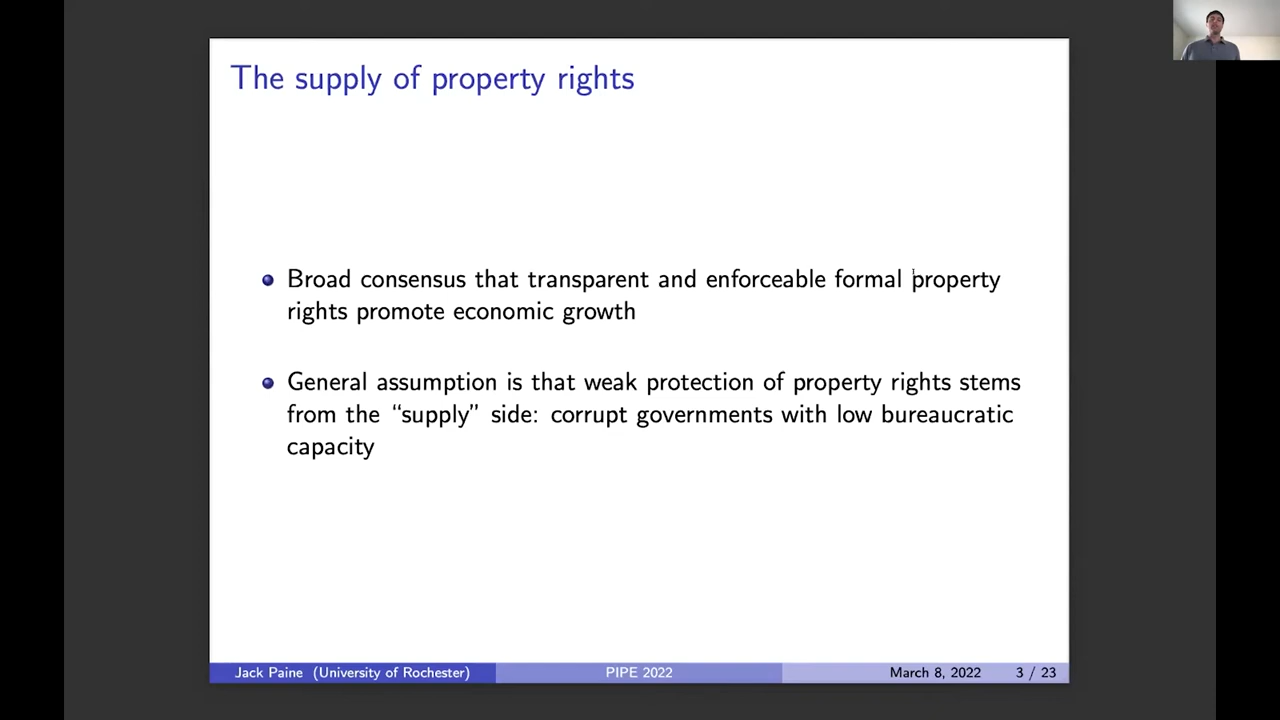 The supply of property rights
Broad consensus that transparent and enforceable formal property
rights promote economic growth
General assumption is that weak protection of property rights stems
from the “supply” side: corrupt governments with low bureaucratic
capacity
Jack Paine (University of Rochester)
PIPE 2022
March 8, 2022
3 / 23